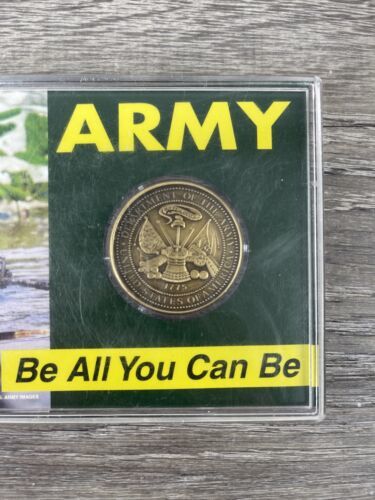 ARMY
DEPARTMENT OF THE ARMY
UNITED STATES OF AMERICA
1775
Be All You Can Be
ARMY IMAGES